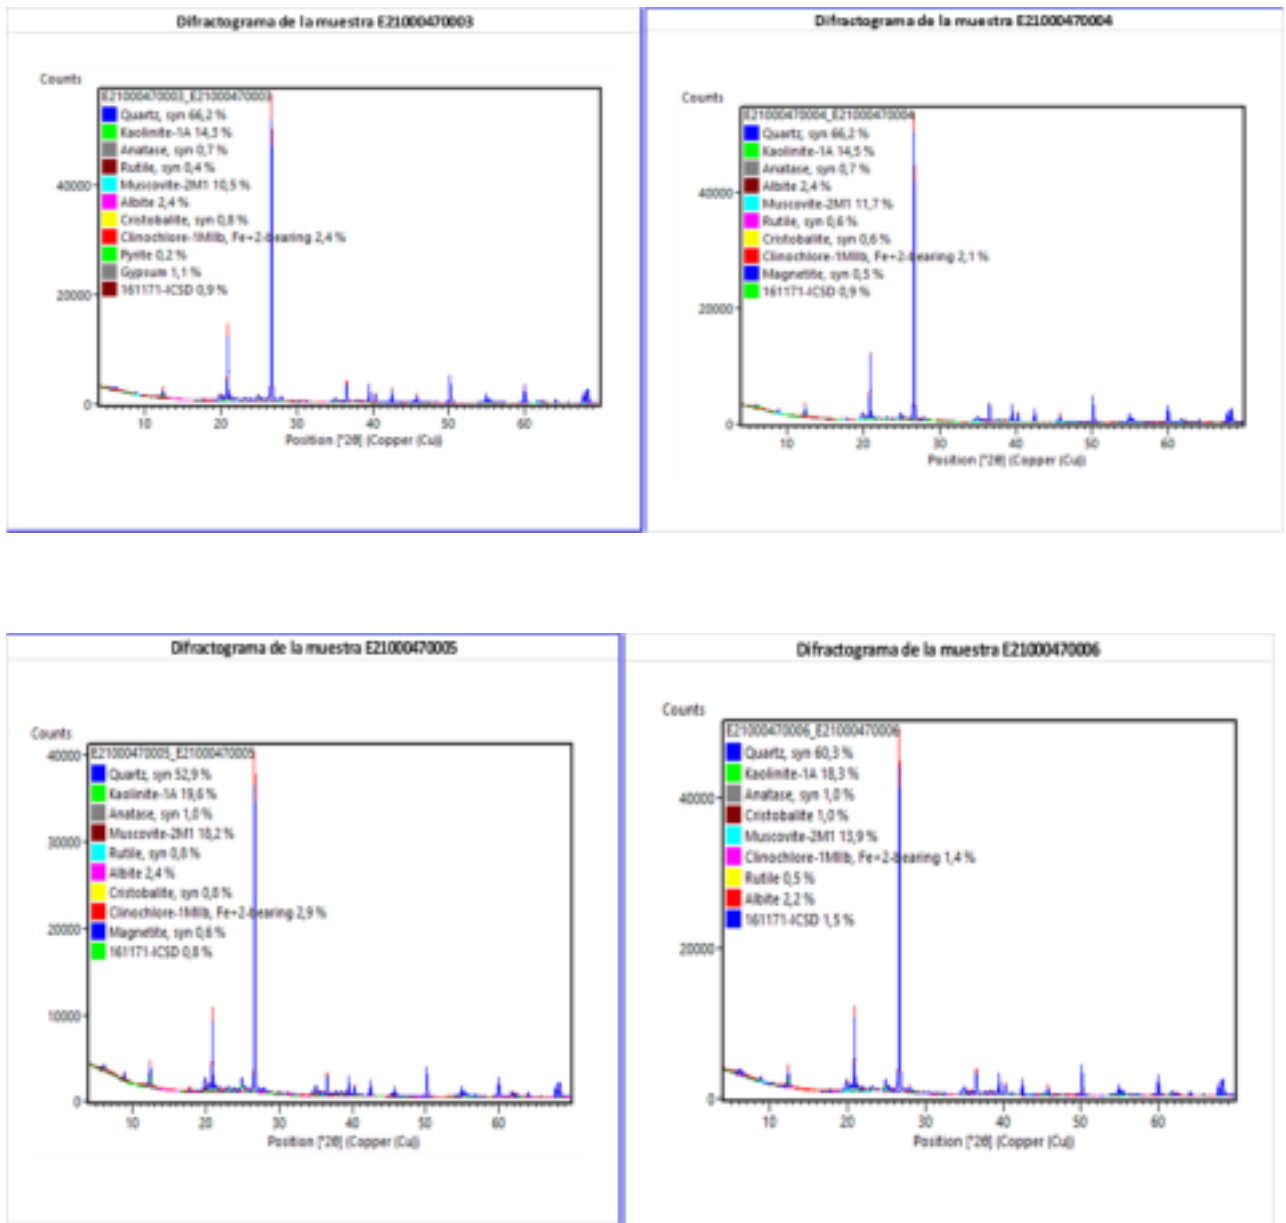 Difractograma de la muestra E21000470003
Counts
E21000470003_E21000470003
Quartz, syn 66,2 %
Kaolinite-1A 14,3 %
Anatase, syn 0,7 %
Rutile, syn 0,4 %
Muscovite-2M1 10,5 %
Albite 2,4 %
Cristobalite, syn 0,8 %
Clinochlore-1MIIb, Fe+2-bearing 2,4 %
Pyrite 0,2 %
Gypsum 1,1 %
161171-ICSD 0,9 %
40000
20000
0
10 20 30 40 50 60
Position [°2θ] (Copper (Cu))
Difractograma de la muestra E21000470004
Counts
E21000470004_E21000470004
Quartz, syn 66,2 %
Kaolinite-1A 14,5 %
Anatase, syn 0,7 %
Albite 2,4 %
Muscovite-2M1 11,7 %
Rutile, syn 0,6 %
Cristobalite, syn 0,6 %
Clinochlore-1MIIb, Fe+2-bearing 2,1 %
Magnetite, syn 0,5 %
161171-ICSD 0,9 %
40000
20000
0
10 20 30 40 50 60
Position [°2θ] (Copper (Cu))
Difractograma de la muestra E21000470005
Counts
E21000470005_E21000470005
Quartz, syn 52,9 %
Kaolinite-1A 19,6 %
Anatase, syn 1,0 %
Muscovite-2M1 18,2 %
Rutile, syn 0,8 %
Albite 2,4 %
Cristobalite, syn 0,8 %
Clinochlore-1MIIb, Fe+2-bearing 2,9 %
Magnetite, syn 0,6 %
161171-ICSD 0,8 %
40000
30000
20000
10000
0
10 20 30 40 50 60
Position [°2θ] (Copper (Cu))
Difractograma de la muestra E21000470006
Counts
E21000470006_E21000470006
Quartz, syn 60,3 %
Kaolinite-1A 18,3 %
Anatase, syn 1,0 %
Cristobalite 1,0 %
Muscovite-2M1 13,9 %
Clinochlore-1MIIb, Fe+2-bearing 1,4 %
Rutile 0,5 %
Albite 2,2 %
161171-ICSD 1,5 %
40000
20000
0
10 20 30 40 50 60
Position [°2θ] (Copper (Cu))